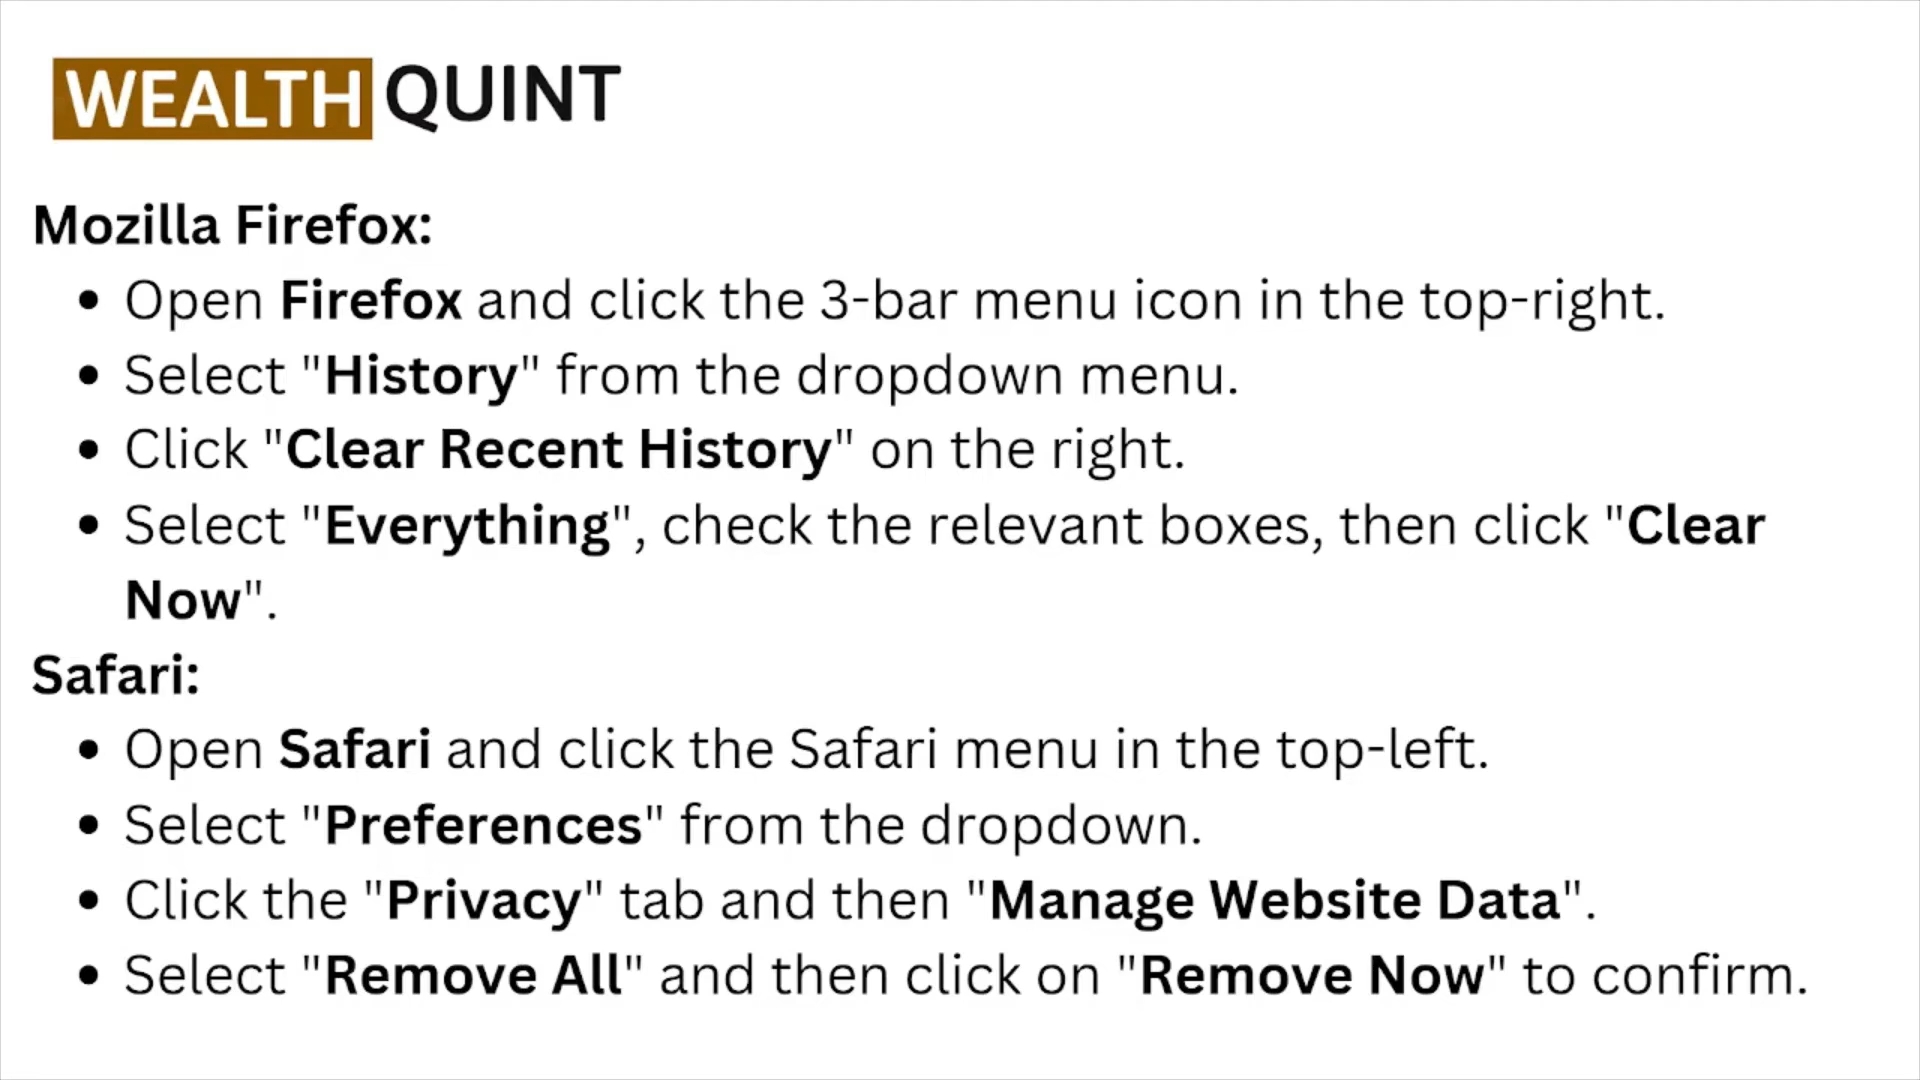 WEALTH QUINT
Mozilla Firefox:
• Open Firefox and click the 3-bar menu icon in the top-right.
• Select "History" from the dropdown menu.
• Click "Clear Recent History" on the right.
• Select "Everything", check the relevant boxes, then click "Clear
Now".
Safari:
• Open Safari and click the Safari menu in the top-left.
• Select "Preferences" from the dropdown.
• Click the "Privacy" tab and then "Manage Website Data".
• Select "Remove All" and then click on "Remove Now" to confirm.